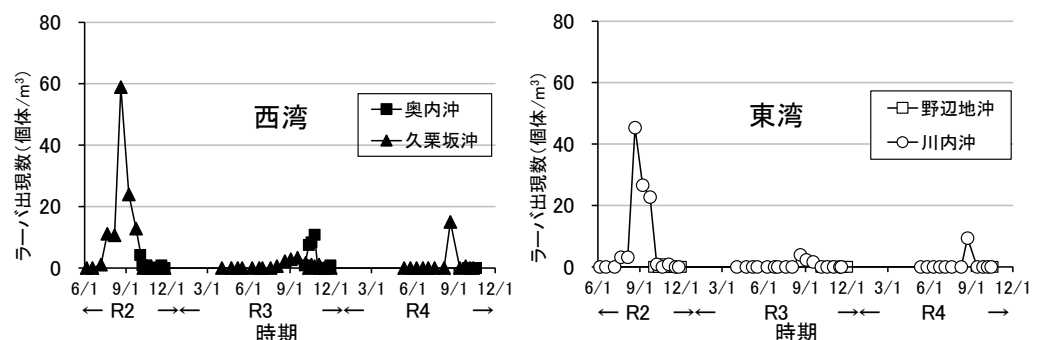 80
60
40
20
0
ラーバ出現数(個体/m³)
西湾
奥内沖
久栗坂沖
6/1 9/1 12/1 3/1 6/1 9/1 12/1 3/1 6/1 9/1 12/1
← R2 →← R3 →← R4 →
時期
80
60
40
20
0
ラーバ出現数(個体/m³)
東湾
野辺地沖
川内沖
6/1 9/1 12/1 3/1 6/1 9/1 12/1 3/1 6/1 9/1 12/1
← R2 →← R3 →← R4 →
時期